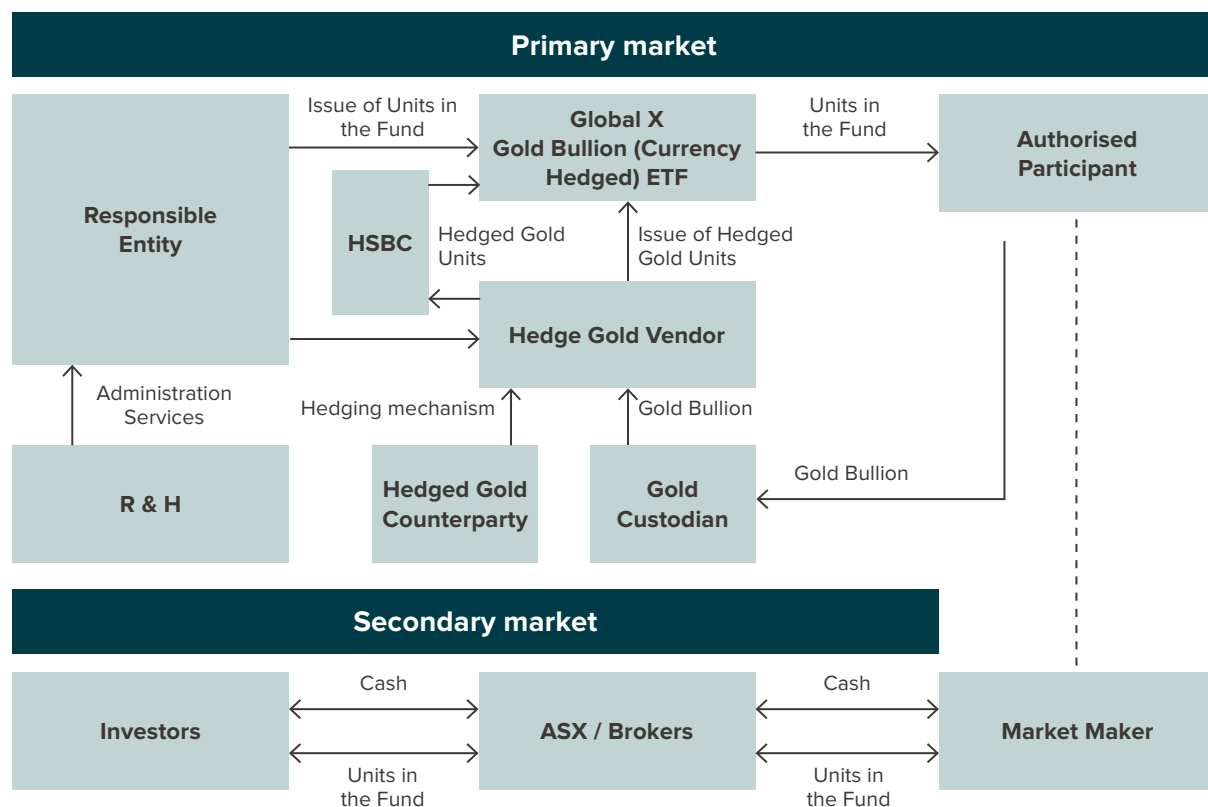 Primary market
Issue of Units in
the Fund
Global X
Gold Bullion (Currency
Hedged) ETF
Units in
the Fund
Authorised
Participant
Responsible
Entity
HSBC
Hedged Gold
Units
Issue of Hedged
Gold Units
Hedge Gold Vendor
Administration
Services
Hedging mechanism
Gold Bullion
R & H
Hedged Gold
Counterparty
Gold
Custodian
Gold Bullion
Secondary market
Investors
Cash
Units in
the Fund
ASX / Brokers
Cash
Units in
the Fund
Market Maker